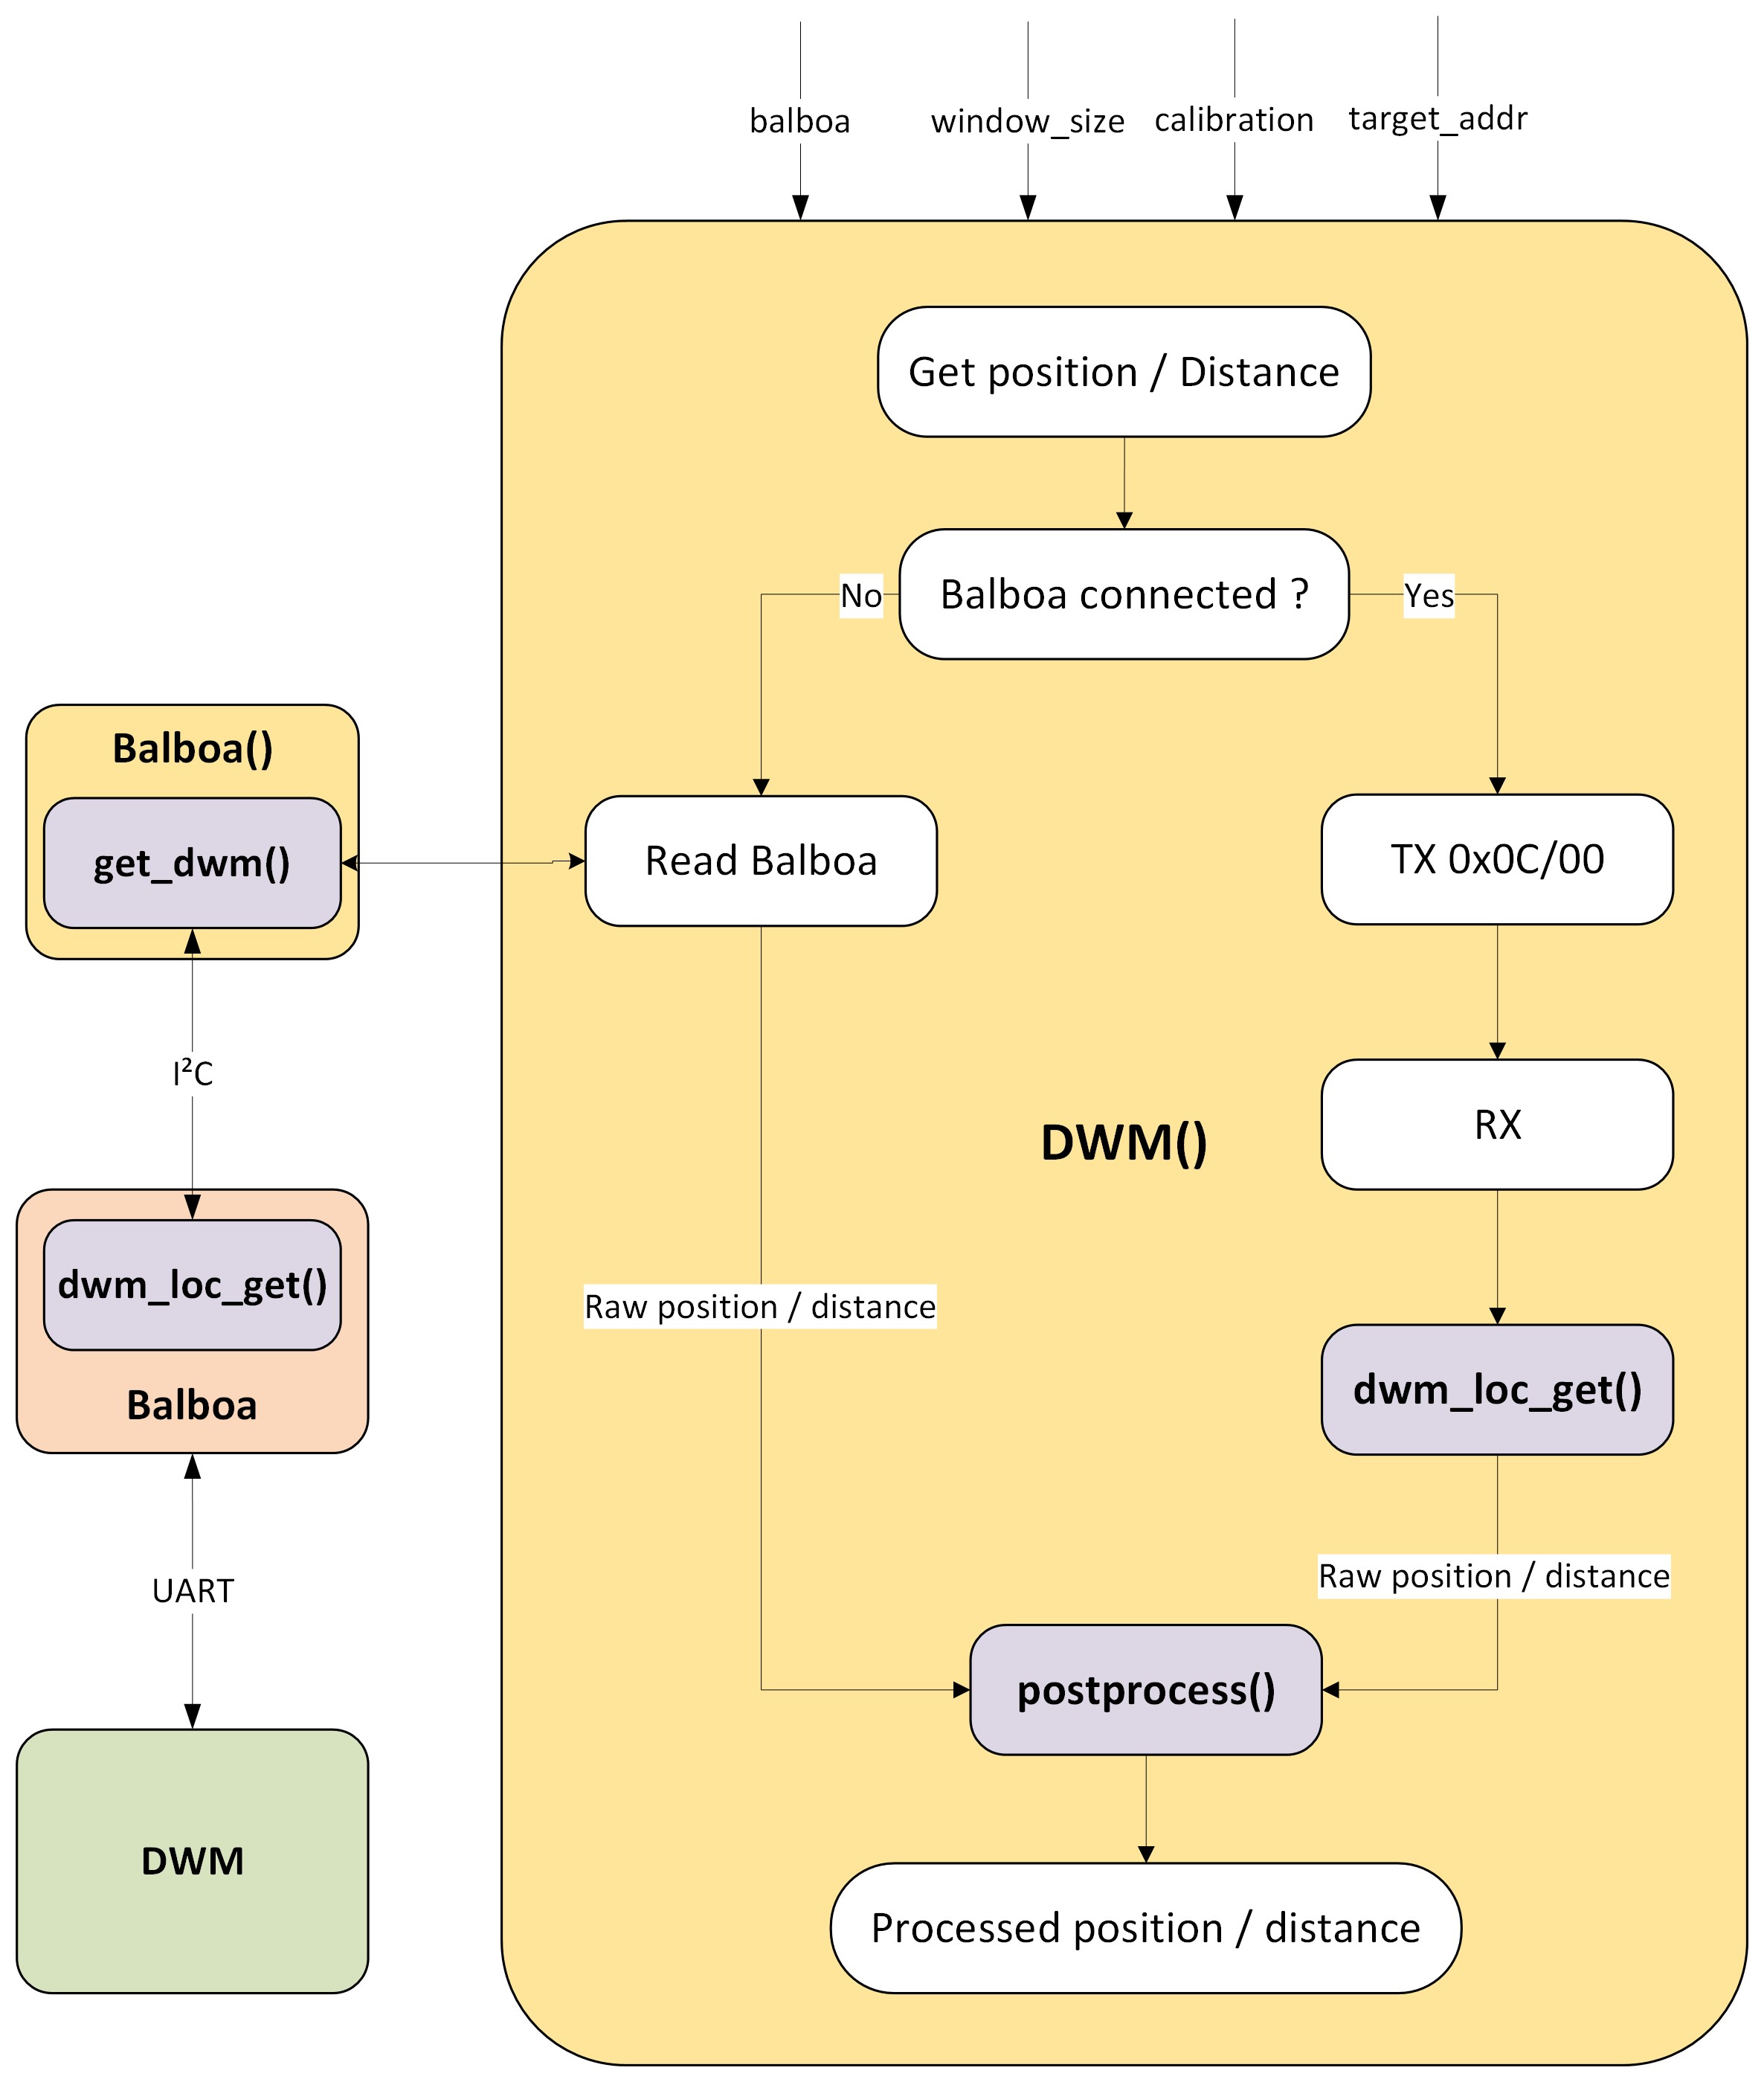 balboa
window_size
calibration
target_addr
Get position / Distance
Balboa connected ?
No
Yes
Balboa()
get_dwm()
Read Balboa
TX 0x0C/00
I²C
RX
DWM()
dwm_loc_get()
Balboa
Raw position / distance
dwm_loc_get()
UART
Raw position / distance
postprocess()
DWM
Processed position / distance